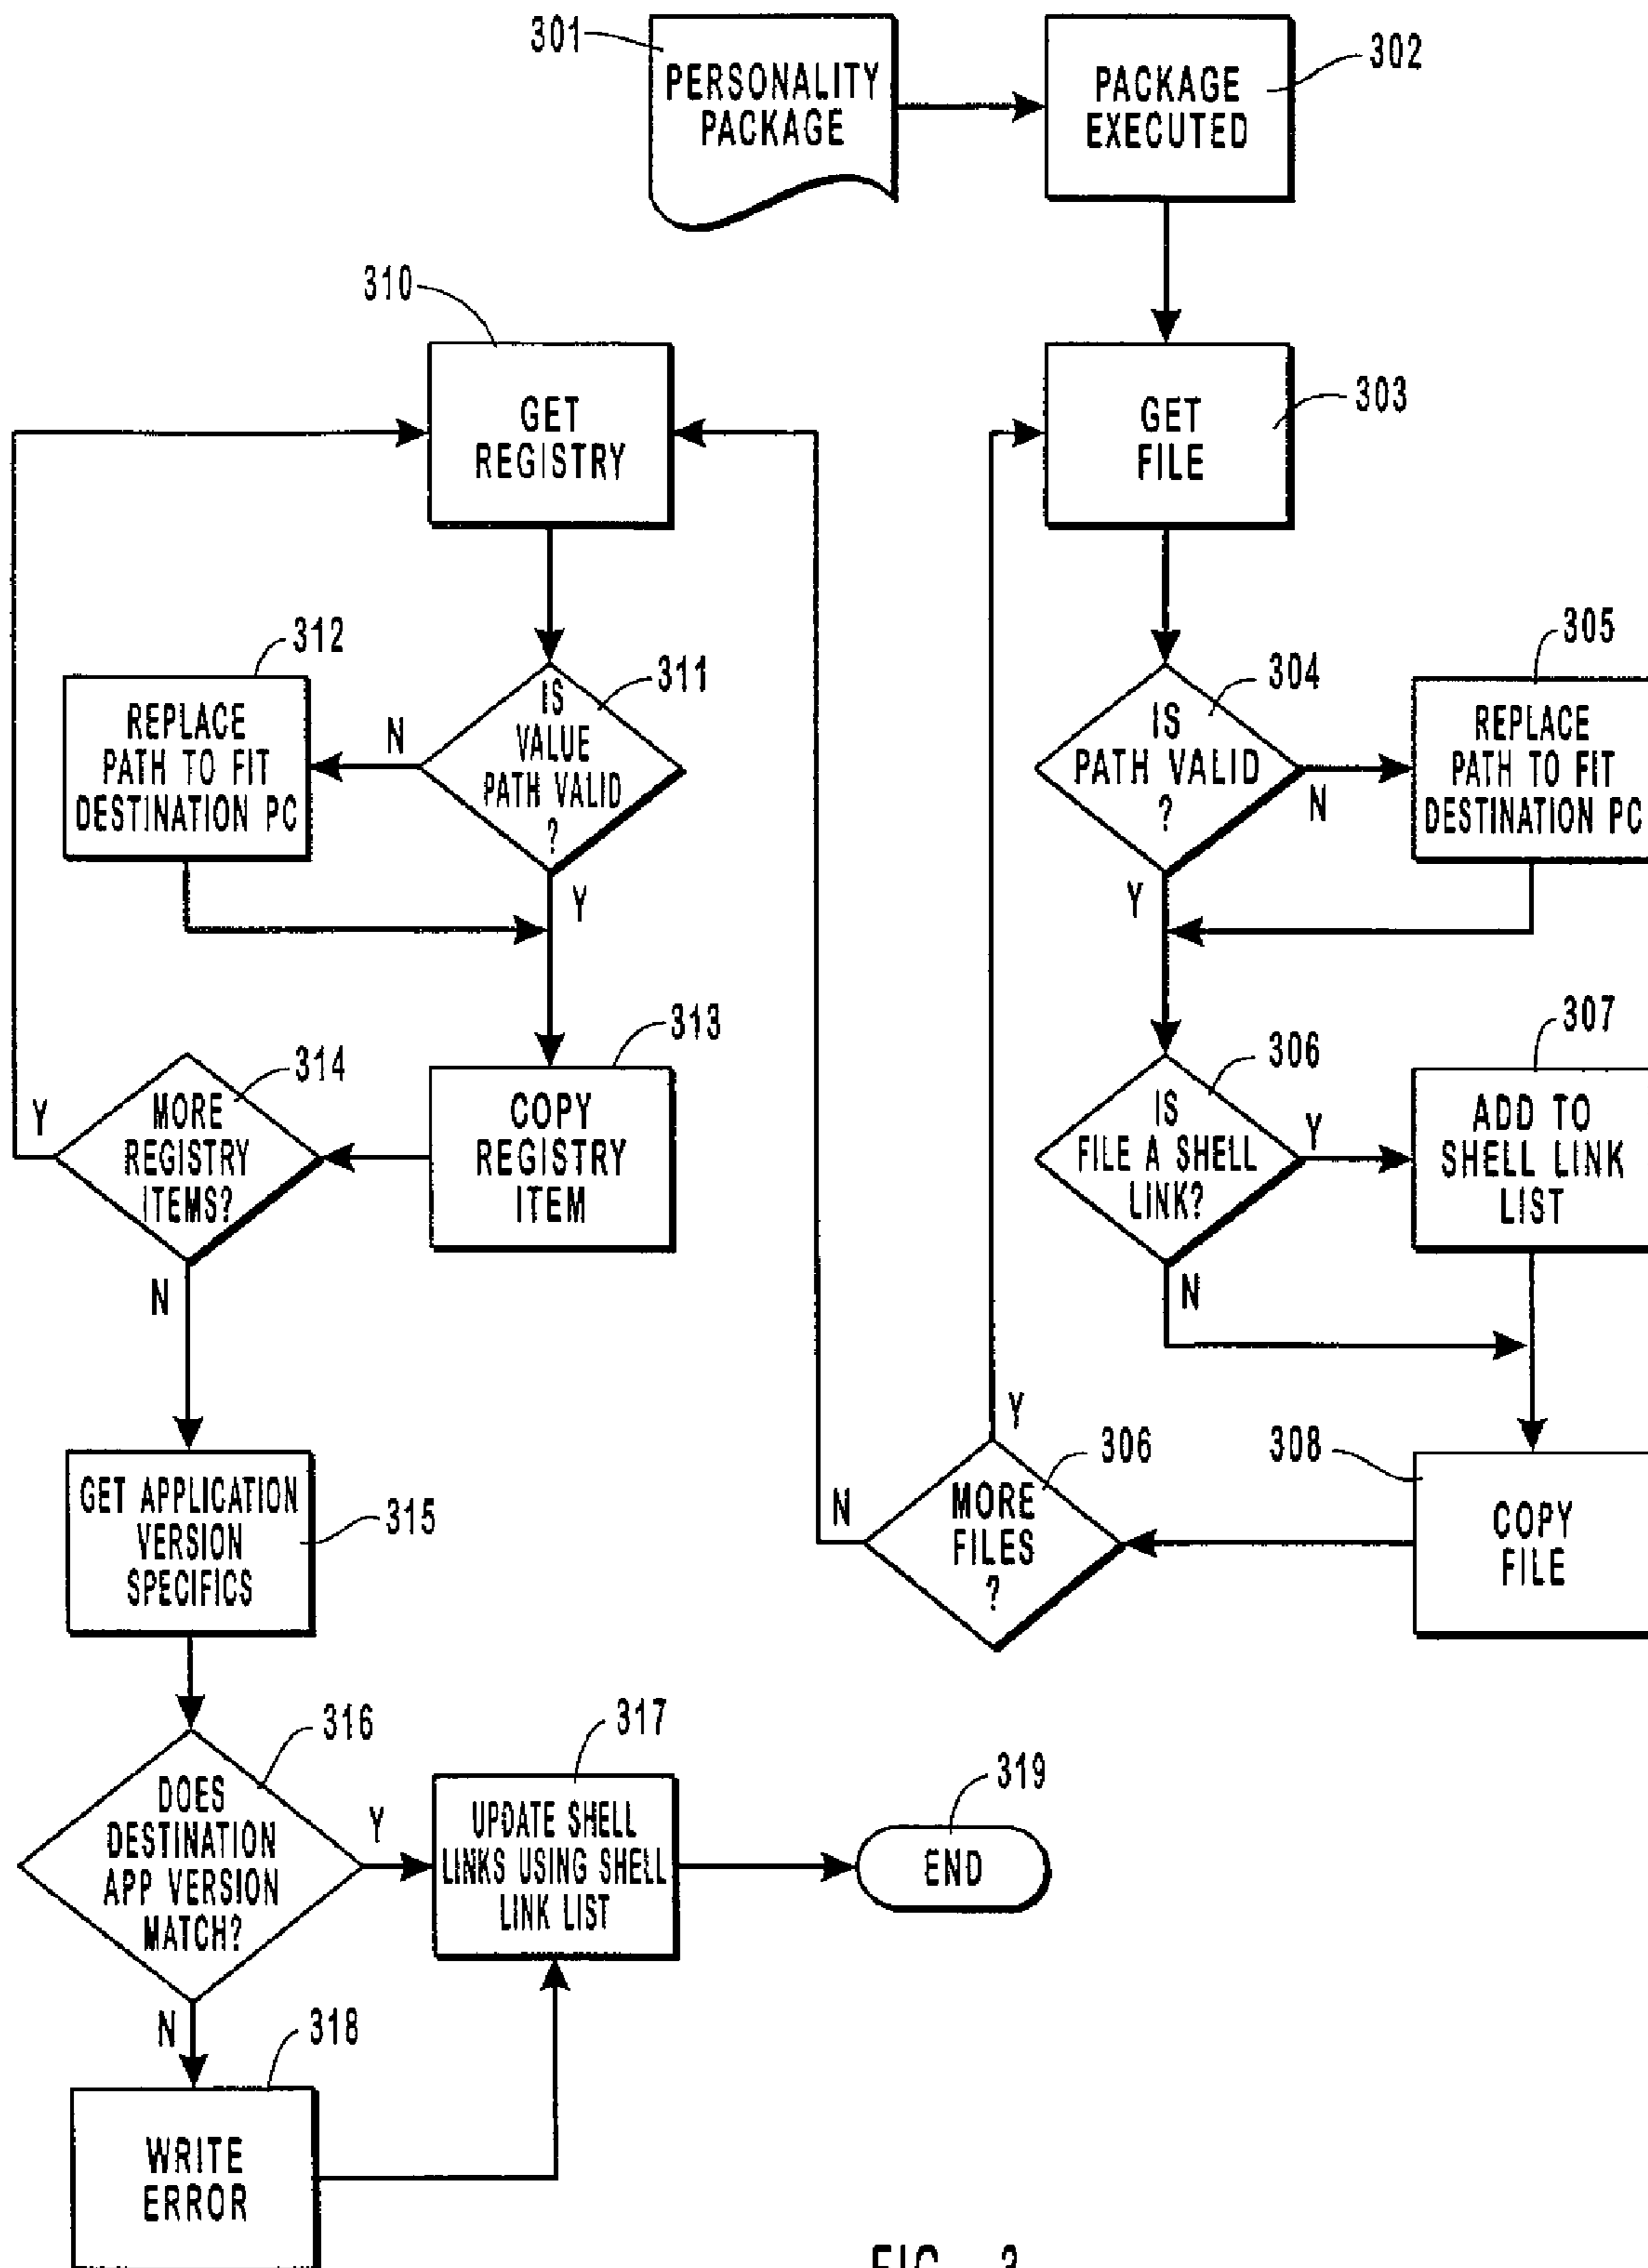 301
PERSONALITY
PACKAGE
PACKAGE
EXECUTED
302
310
GET
REGISTRY
GET
FILE
303
312
REPLACE
PATH TO FIT
DESTINATION PC
N
IS
VALUE
PATH VALID
?
311
Y
IS
PATH VALID
?
304
N
Y
305
REPLACE
PATH TO FIT
DESTINATION PC
314
MORE
REGISTRY
ITEMS?
Y
N
313
COPY
REGISTRY
ITEM
306
IS
FILE A SHELL
LINK?
Y
N
307
ADD TO
SHELL LINK
LIST
GET APPLICATION
VERSION
SPECIFICS
315
Y
306
MORE
FILES
?
N
308
COPY
FILE
316
DOES
DESTINATION
APP VERSION
MATCH?
Y
N
317
UPDATE SHELL
LINKS USING SHELL
LINK LIST
319
END
318
WRITE
ERROR
FIG. 3